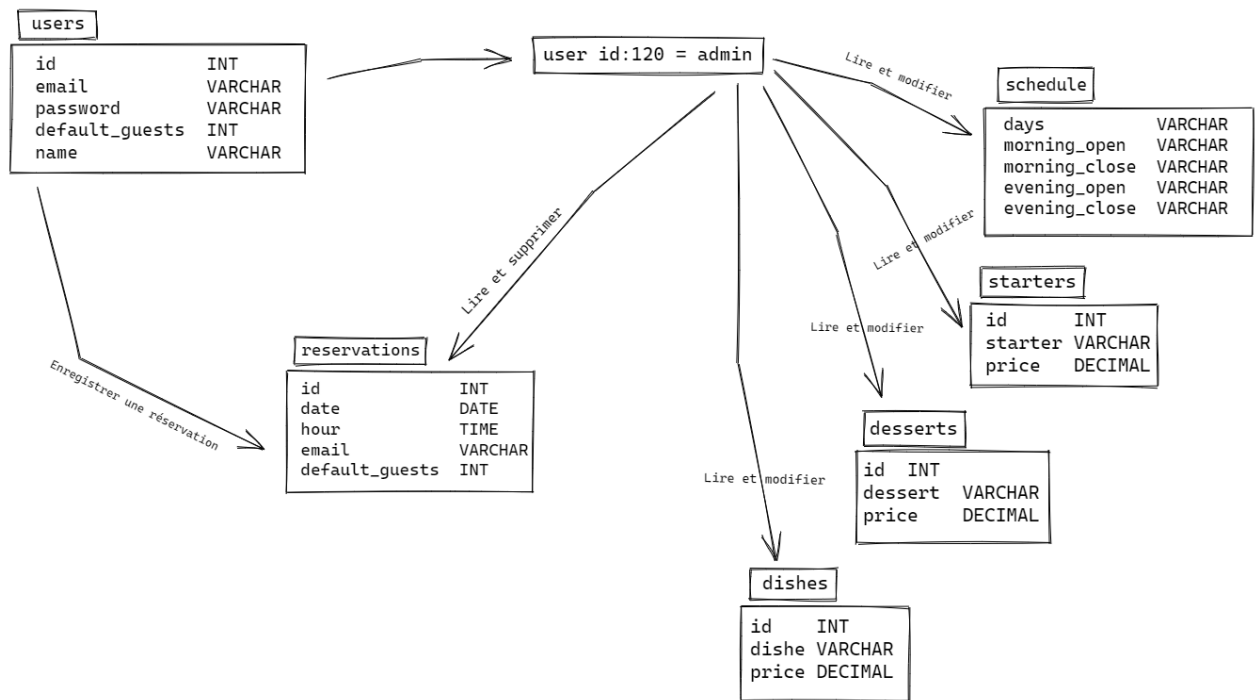 users
id INT
email VARCHAR
password VARCHAR
default_guests INT
name VARCHAR
user id:120 = admin
Lire et modifier
schedule
days VARCHAR
morning_open VARCHAR
morning_close VARCHAR
evening_open VARCHAR
evening_close VARCHAR
Lire et supprimer
Lire et modifier
starters
id INT
starter VARCHAR
price DECIMAL
Enregistrer une réservation
reservations
id INT
date DATE
hour TIME
email VARCHAR
default_guests INT
Lire et modifier
desserts
id INT
dessert VARCHAR
price DECIMAL
Lire et modifier
dishes
id INT
dishe VARCHAR
price DECIMAL